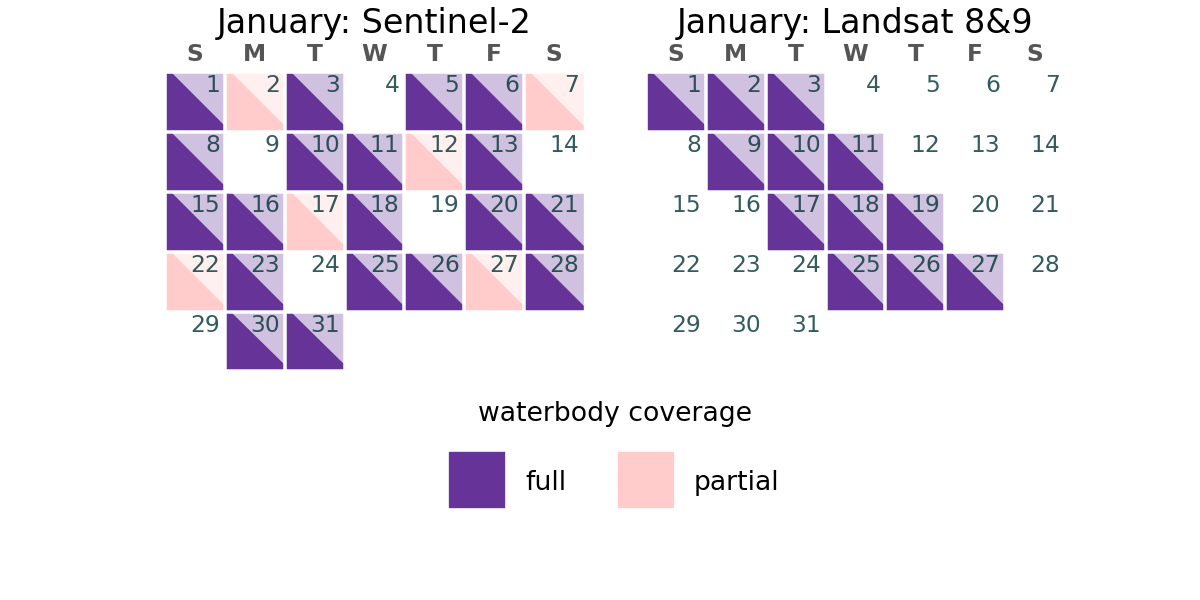 January: Sentinel-2
S M T W T F S
1 2 3 4 5 6 7
8 9 10 11 12 13 14
15 16 17 18 19 20 21
22 23 24 25 26 27 28
29 30 31
January: Landsat 8&9
S M T W T F S
1 2 3 4 5 6 7
8 9 10 11 12 13 14
15 16 17 18 19 20 21
22 23 24 25 26 27 28
29 30 31
waterbody coverage
full
partial